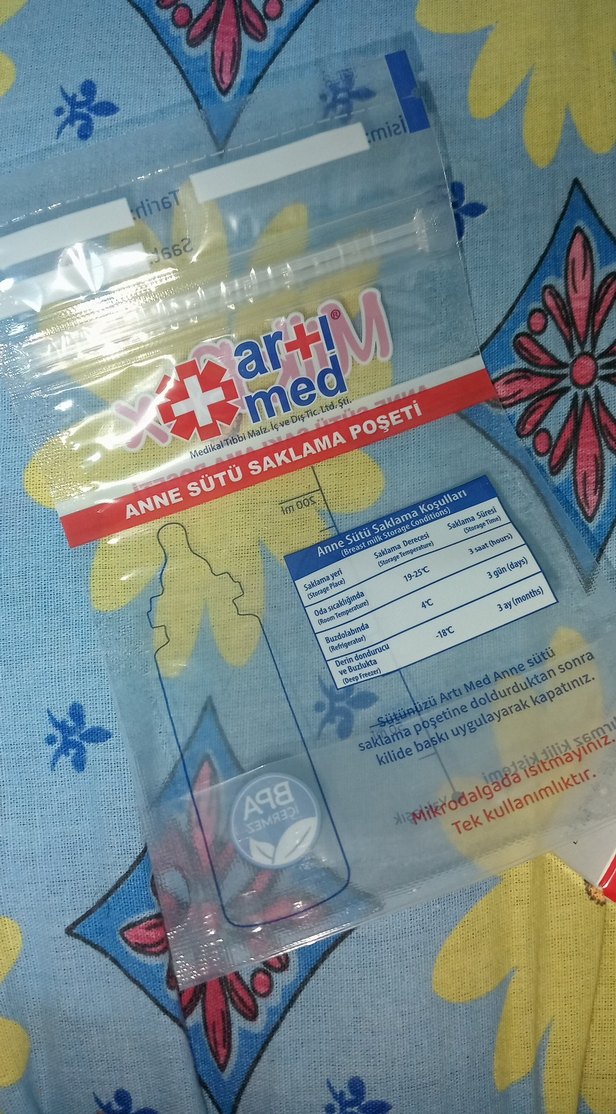 İsim:
Tarih:
Saat:
artı®
med
Medikal Tıbbi Malz. İç ve Dış Tic. Ltd. Şti.
ANNE SÜTÜ SAKLAMA POŞETİ
200 ml
Anne Sütü Saklama Koşulları
(Breast milk Storage Conditions)
Saklama yeri Saklama Derecesi Saklama Süresi
(Storage Place) (Storage Temperature) (Storage Time)
Oda sıcaklığında 19-25℃ 3 saat (hours)
(Room Temperature)
Buzdolabında 4℃ 3 gün (days)
(Refrigerator)
Derin dondurucu -18℃ 3 ay (months)
ve Buzlukta
(Deep Freezer)
Sütünüzü Artı Med Anne sütü
saklama poşetine doldurduktan sonra
kilide baskı uygulayarak kapatınız.
Mikrodalgada ısıtmayınız.
Tek kullanımlıktır.
BPA
İÇERMEZ